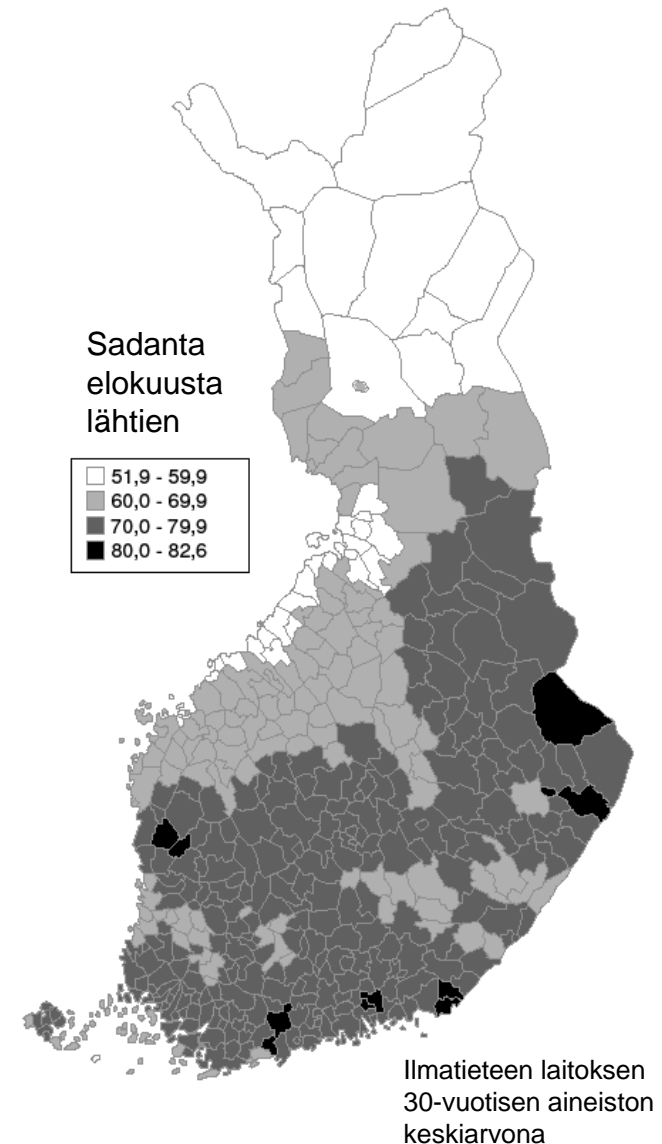 Sadanta
elokuusta
lähtien
51,9 - 59,9
60,0 - 69,9
70,0 - 79,9
80,0 - 82,6
Ilmatieteen laitoksen
30-vuotisen aineiston
keskiarvona